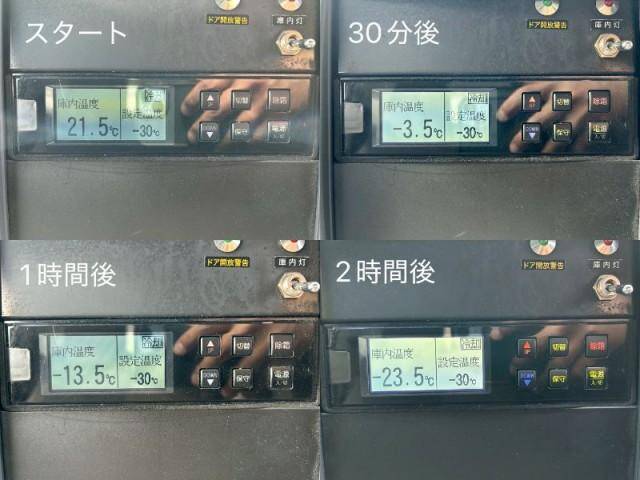 スタート
ドア開放警告
庫内灯
庫内温度
冷却
設定温度
21.5℃
-30℃
切替
除霜
DOWN
保守
電源
入/切
30分後
ドア開放警告
庫内灯
庫内温度
冷却
設定温度
-3.5℃
-30℃
切替
除霜
DOWN
保守
電源
入/切
1時間後
ドア開放警告
庫内灯
庫内温度
冷却
設定温度
-13.5℃
-30℃
UP
切替
除霜
DOWN
保守
電源
入/切
2時間後
ドア開放警告
庫内灯
庫内温度
冷却
設定温度
-23.5℃
-30℃
UP
切替
除霜
DOWN
保守
電源
入/切